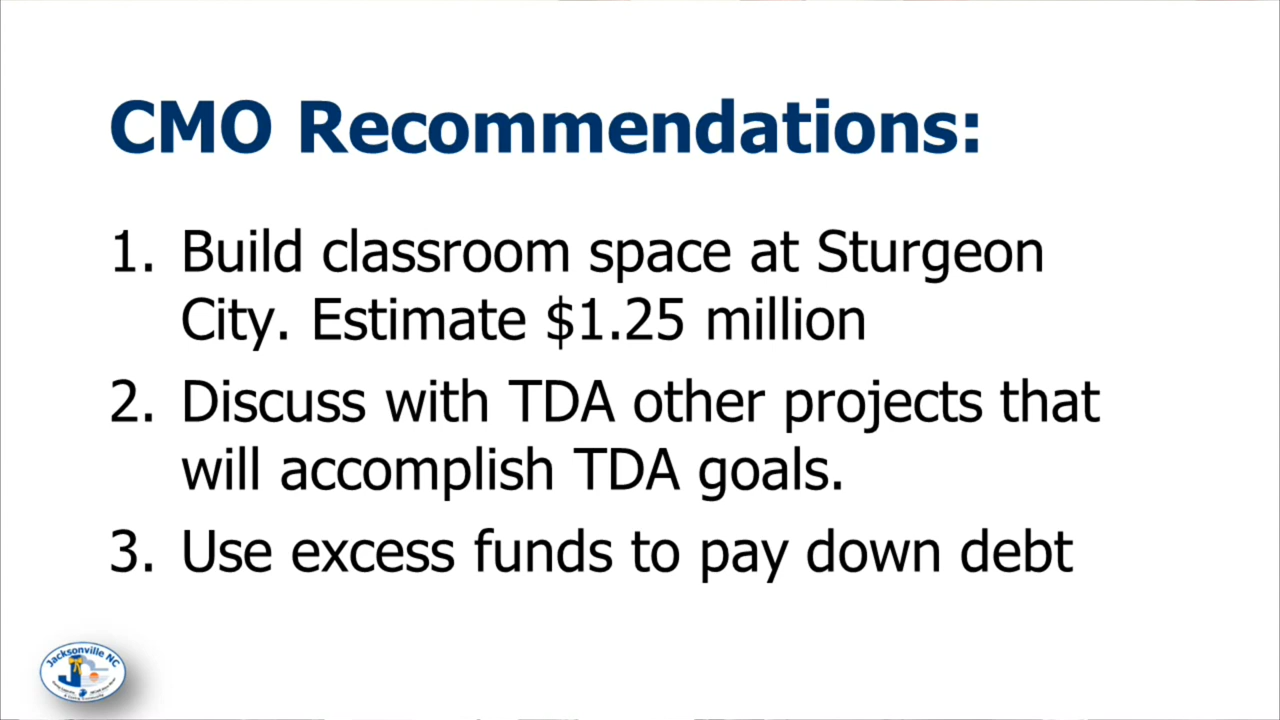 CMO Recommendations:
1. Build classroom space at Sturgeon
City. Estimate $1.25 million
2. Discuss with TDA other projects that
will accomplish TDA goals.
3. Use excess funds to pay down debt
Jacksonville NC